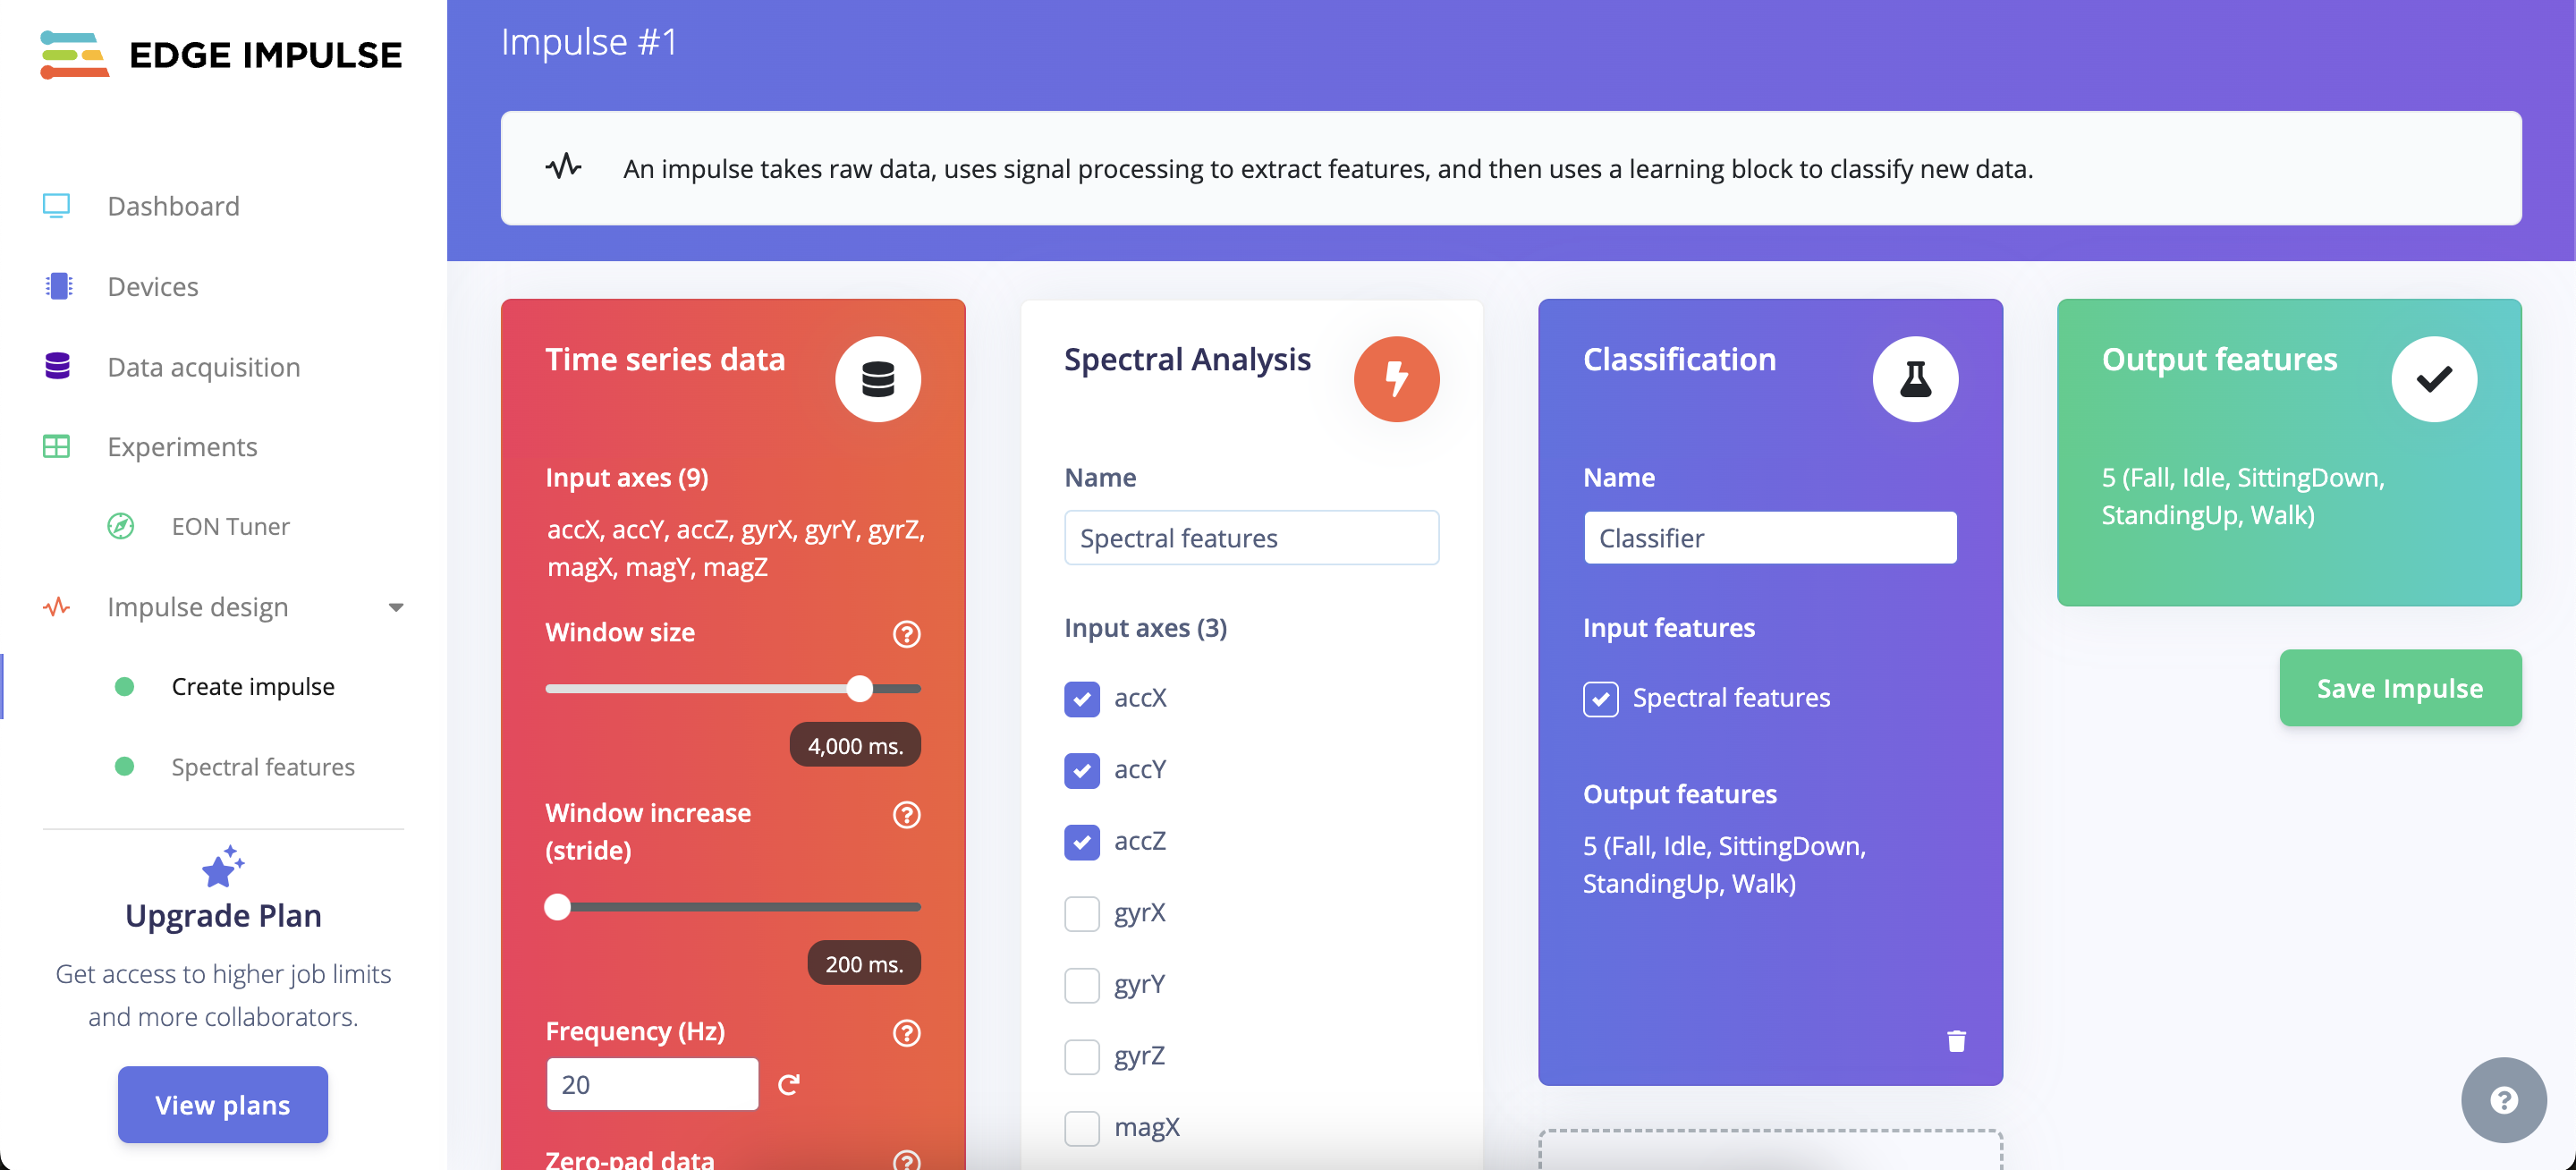 EDGE IMPULSE
Dashboard
Devices
Data acquisition
Experiments
EON Tuner
Impulse design
Create impulse
Spectral features
Upgrade Plan
Get access to higher job limits
and more collaborators.
View plans
Impulse #1
An impulse takes raw data, uses signal processing to extract features, and then uses a learning block to classify new data.
Time series data
Input axes (9)
accX, accY, accZ, gyrX, gyrY, gyrZ,
magX, magY, magZ
Window size
4,000 ms.
Window increase
(stride)
200 ms.
Frequency (Hz)
20
Zero-pad data
Spectral Analysis
Name
Spectral features
Input axes (3)
accX
accY
accZ
gyrX
gyrY
gyrZ
magX
Classification
Name
Classifier
Input features
Spectral features
Output features
5 (Fall, Idle, SittingDown,
StandingUp, Walk)
Output features
5 (Fall, Idle, SittingDown,
StandingUp, Walk)
Save Impulse